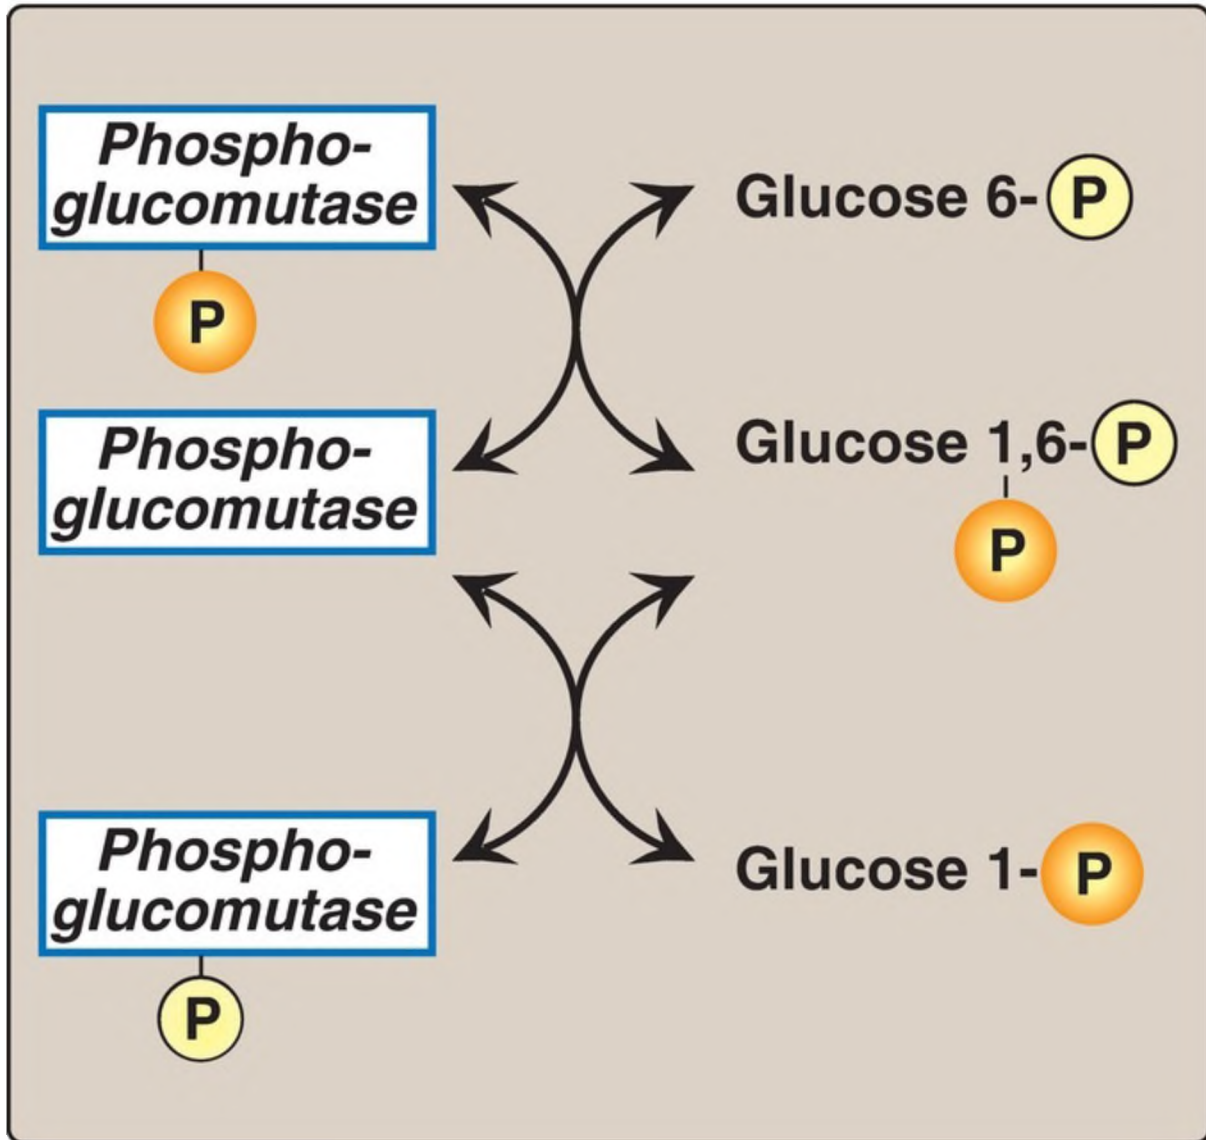 Phospho-
glucomutase
P
Glucose 6-P
Phospho-
glucomutase
Glucose 1,6-P
P
Phospho-
glucomutase
P
Glucose 1-P